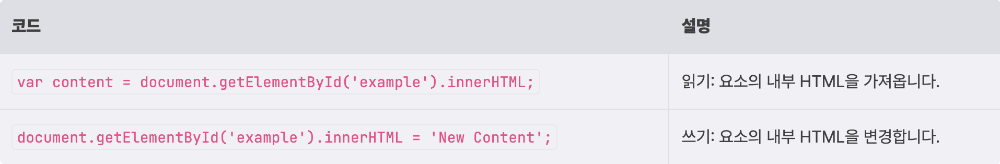 코드 설명
var content = document.getElementById('example').innerHTML; 읽기: 요소의 내부 HTML을 가져옵니다.
document.getElementById('example').innerHTML = 'New Content'; 쓰기: 요소의 내부 HTML을 변경합니다.